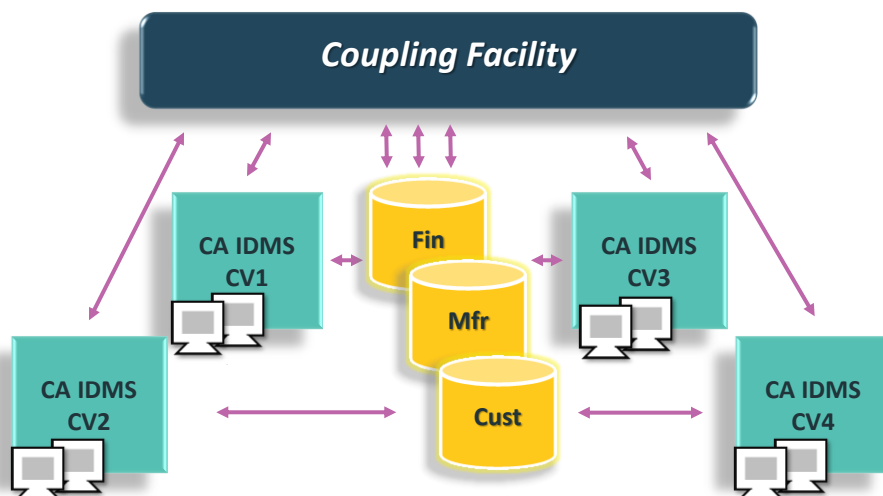 Coupling Facility
CA IDMS
CV1
Fin
CA IDMS
CV3
Mfr
CA IDMS
CV2
Cust
CA IDMS
CV4